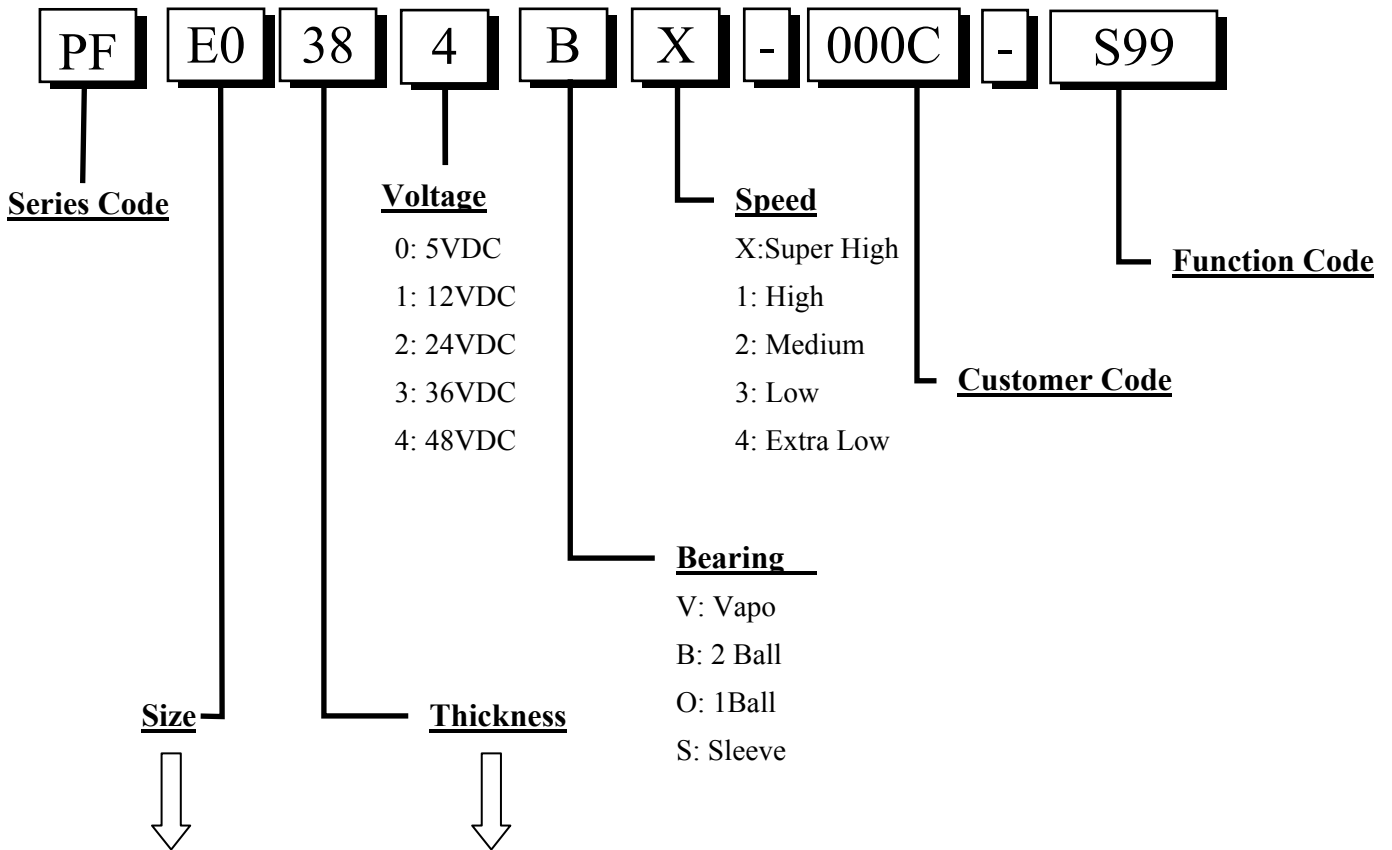 PF E0 38 4 B X - 000C - S99
Series Code
Voltage
0: 5VDC
1: 12VDC
2: 24VDC
3: 36VDC
4: 48VDC
Speed
X:Super High
1: High
2: Medium
3: Low
4: Extra Low
Function Code
Customer Code
Bearing
V: Vapo
B: 2 Ball
O: 1Ball
S: Sleeve
Size
Thickness